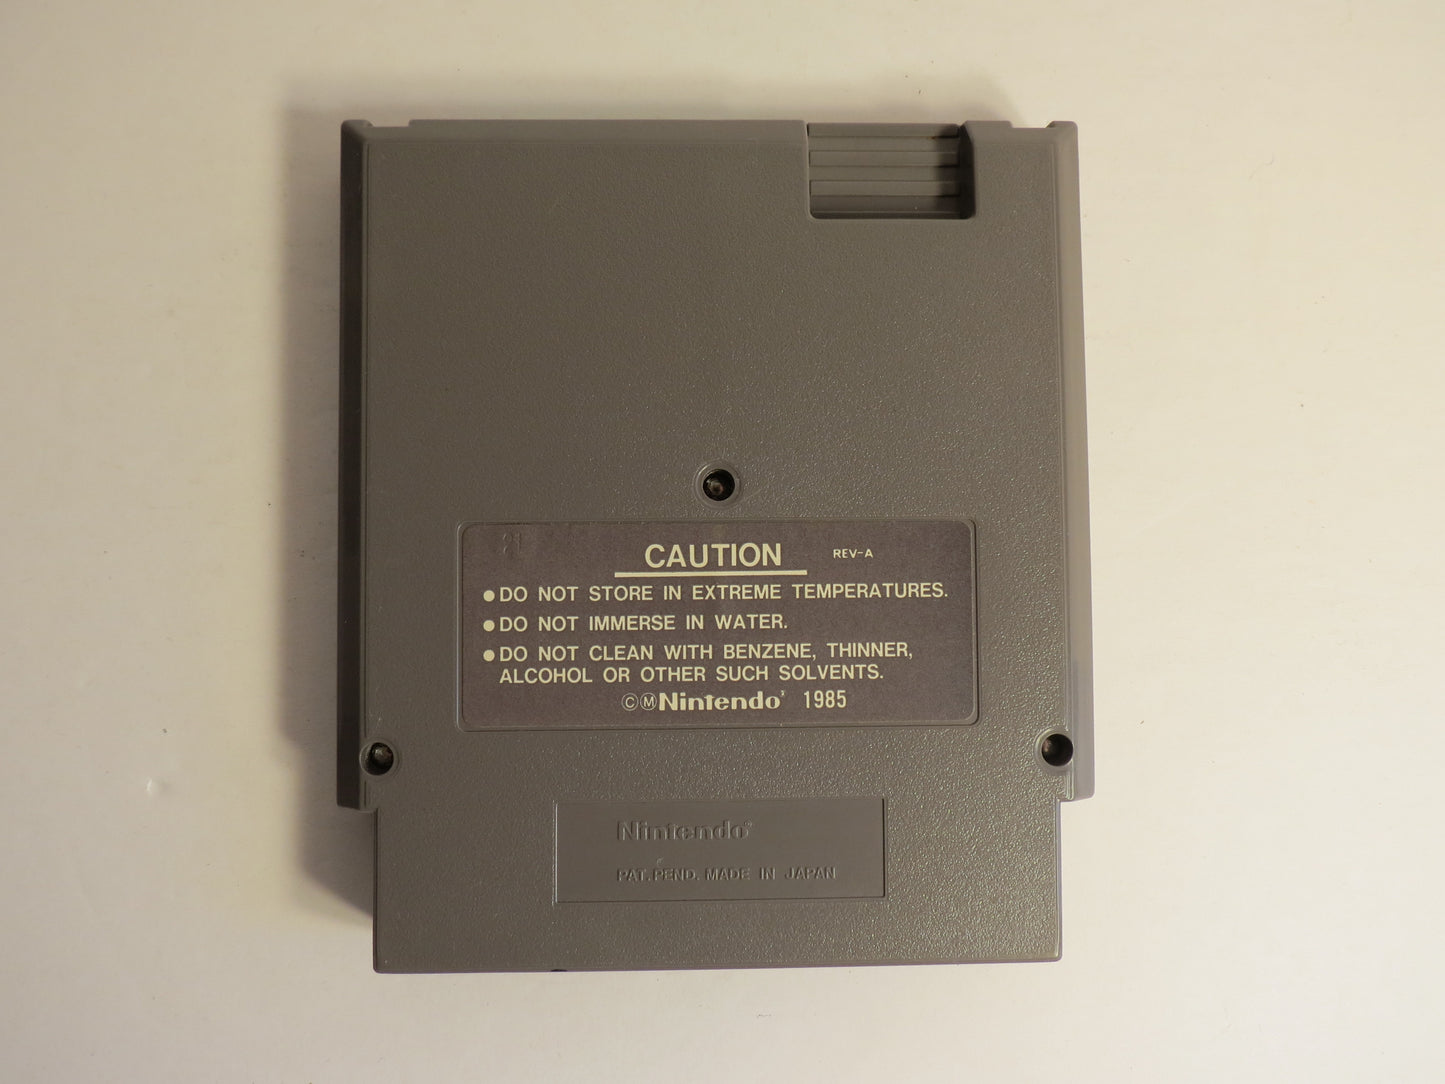 CAUTION REV-A
●DO NOT STORE IN EXTREME TEMPERATURES.
●DO NOT IMMERSE IN WATER.
●DO NOT CLEAN WITH BENZENE, THINNER,
ALCOHOL OR OTHER SUCH SOLVENTS.
ⒸⓂNintendo® 1985
Nintendo®
PAT. PEND. MADE IN JAPAN